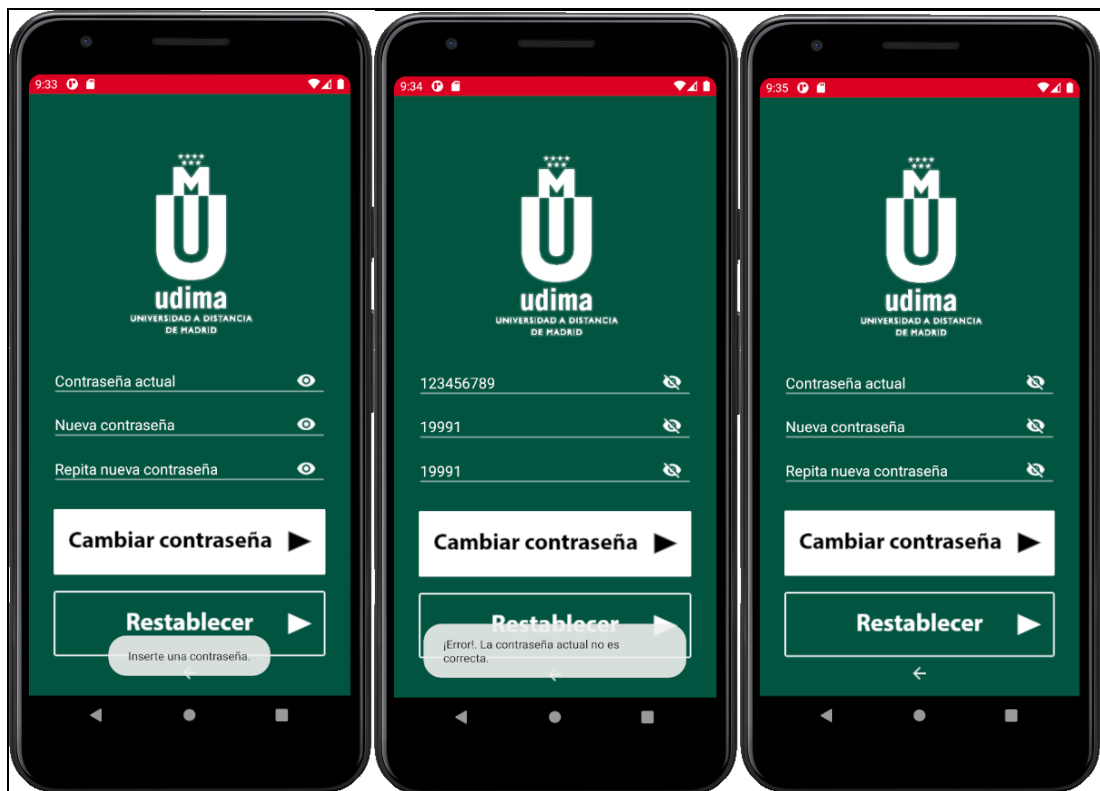 9:33
M
U
udima
UNIVERSIDAD A DISTANCIA
DE MADRID
Contraseña actual
Nueva contraseña
Repita nueva contraseña
Cambiar contraseña
Restablecer
Inserte una contraseña.
9:34
M
U
udima
UNIVERSIDAD A DISTANCIA
DE MADRID
123456789
19991
19991
Cambiar contraseña
Restablecer
¡Error!. La contraseña actual no es
correcta.
9:35
M
U
udima
UNIVERSIDAD A DISTANCIA
DE MADRID
Contraseña actual
Nueva contraseña
Repita nueva contraseña
Cambiar contraseña
Restablecer